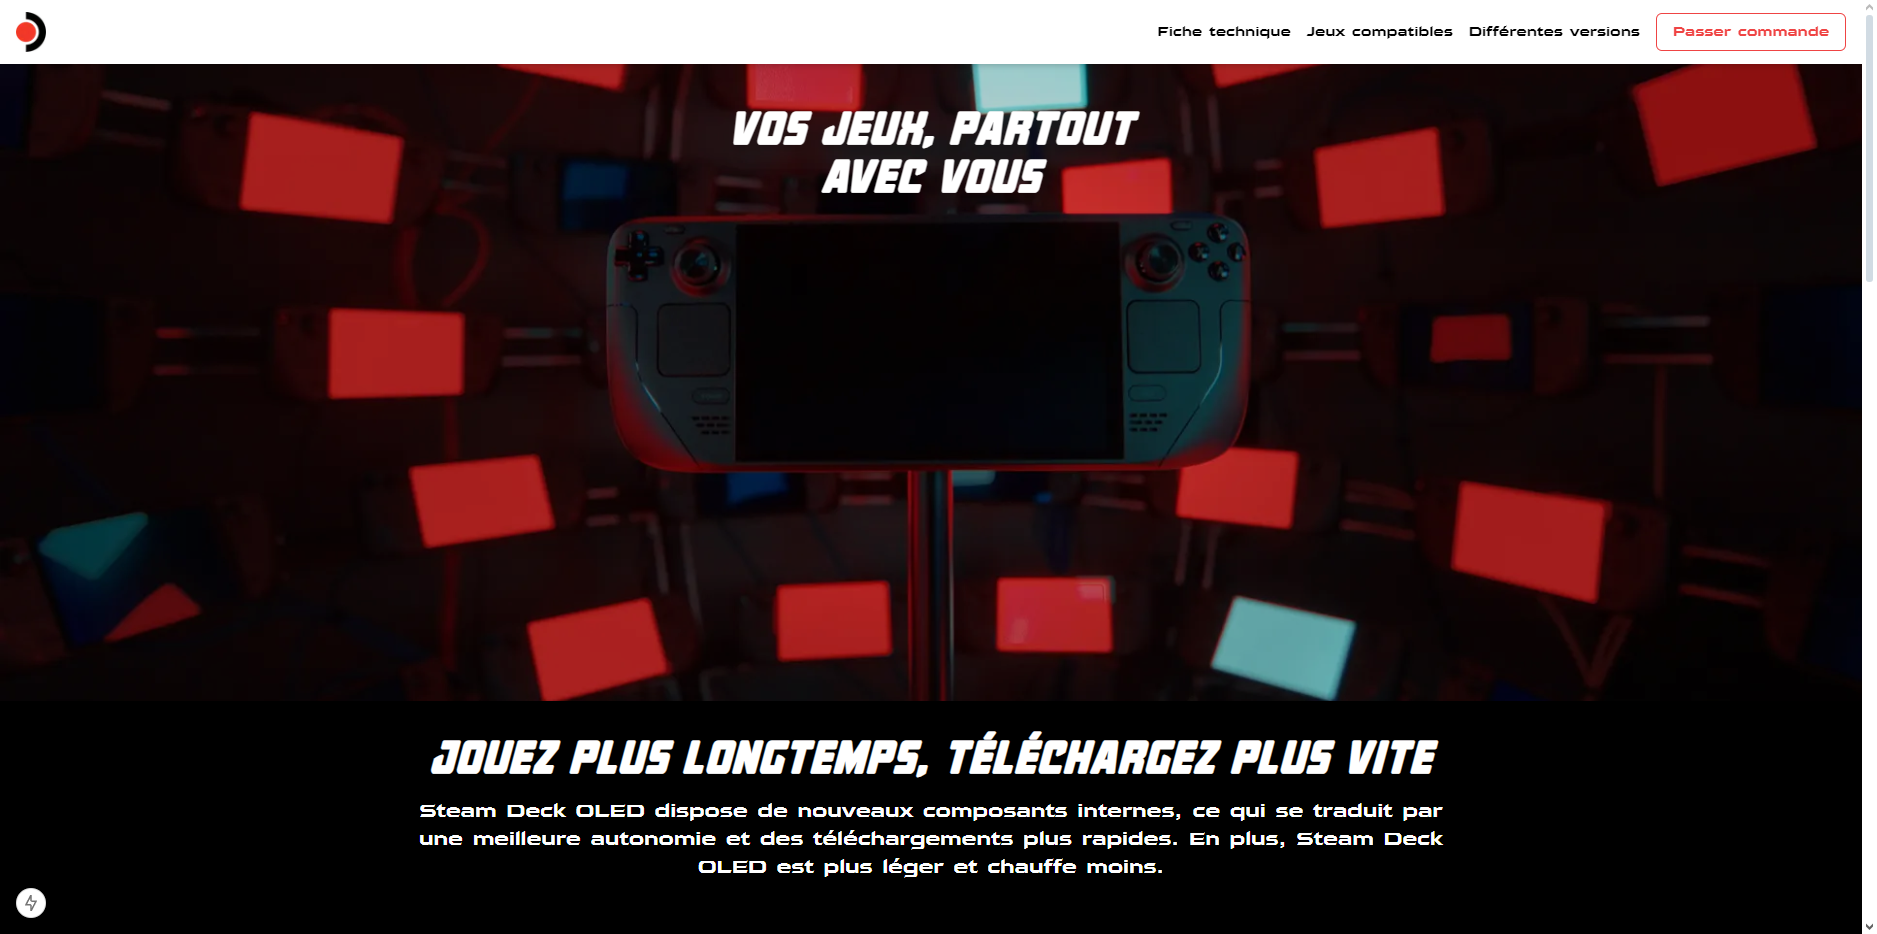 Fiche technique Jeux compatibles Différentes versions Passer commande
VOS JEUX, PARTOUT
AVEC VOUS
JOUEZ PLUS LONGTEMPS, TÉLÉCHARGEZ PLUS VITE
Steam Deck OLED dispose de nouveaux composants internes, ce qui se traduit par
une meilleure autonomie et des téléchargements plus rapides. En plus, Steam Deck
OLED est plus léger et chauffe moins.